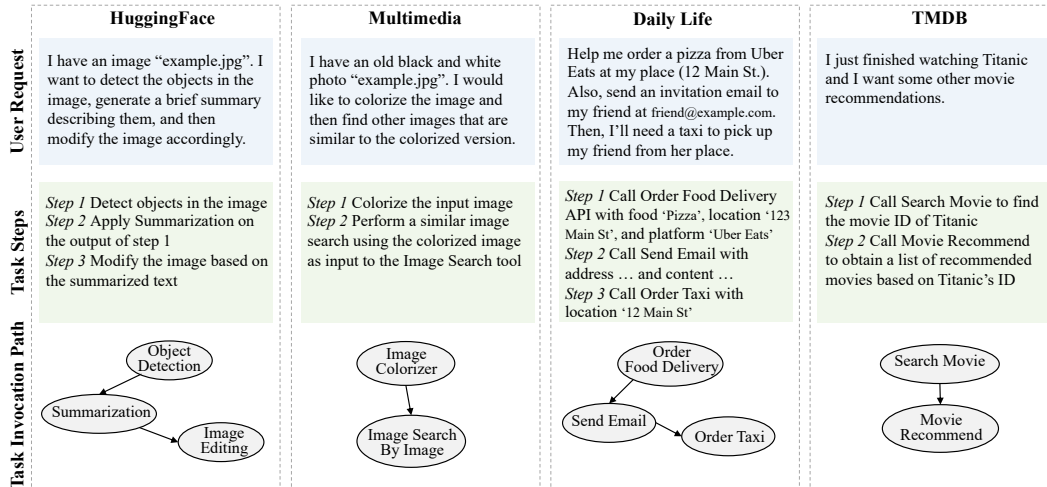 HuggingFace
Multimedia
Daily Life
TMDB
User Request
I have an image “example.jpg”. I
want to detect the objects in the
image, generate a brief summary
describing them, and then
modify the image accordingly.
I have an old black and white
photo “example.jpg”. I would
like to colorize the image and
then find other images that are
similar to the colorized version.
Help me order a pizza from Uber
Eats at my place (12 Main St.).
Also, send an invitation email to
my friend at friend@example.com.
Then, I’ll need a taxi to pick up
my friend from her place.
I just finished watching Titanic
and I want some other movie
recommendations.
Task Steps
Step 1 Detect objects in the image
Step 2 Apply Summarization on
the output of step 1
Step 3 Modify the image based on
the summarized text
Step 1 Colorize the input image
Step 2 Perform a similar image
search using the colorized image
as input to the Image Search tool
Step 1 Call Order Food Delivery
API with food ‘Pizza’, location ‘123
Main St’, and platform ‘Uber Eats’
Step 2 Call Send Email with
address … and content …
Step 3 Call Order Taxi with
location ‘12 Main St’
Step 1 Call Search Movie to find
the movie ID of Titanic
Step 2 Call Movie Recommend
to obtain a list of recommended
movies based on Titanic’s ID
Task Invocation Path
Object
Detection
Summarization
Image
Editing
Image
Colorizer
Image Search
By Image
Order
Food Delivery
Send Email
Order Taxi
Search Movie
Movie
Recommend